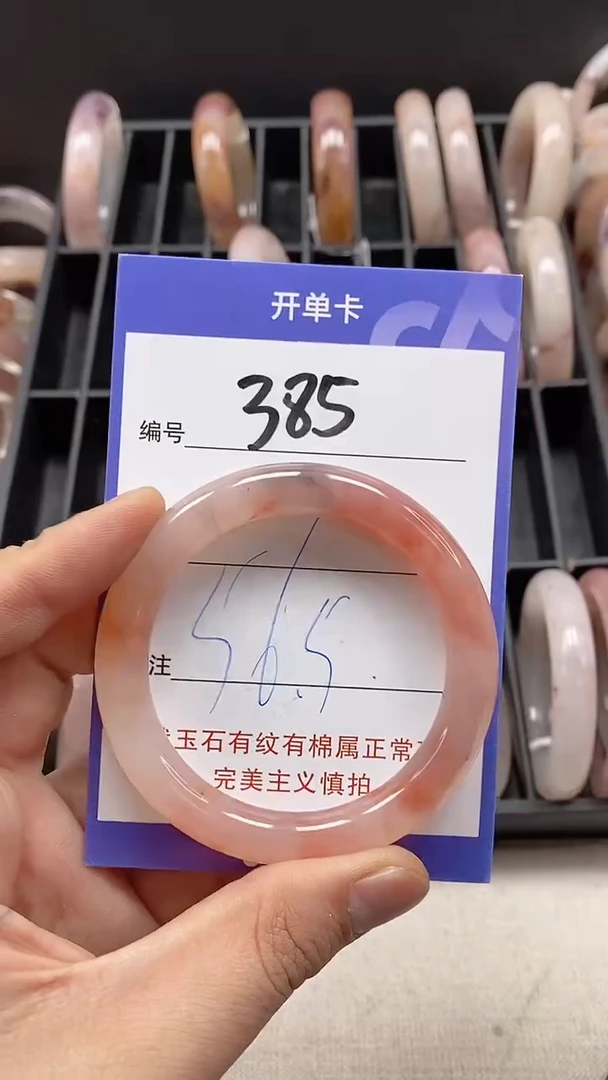 开单卡
编号 385
56.5
注
玉石有纹有棉属正常
完美主义慎拍